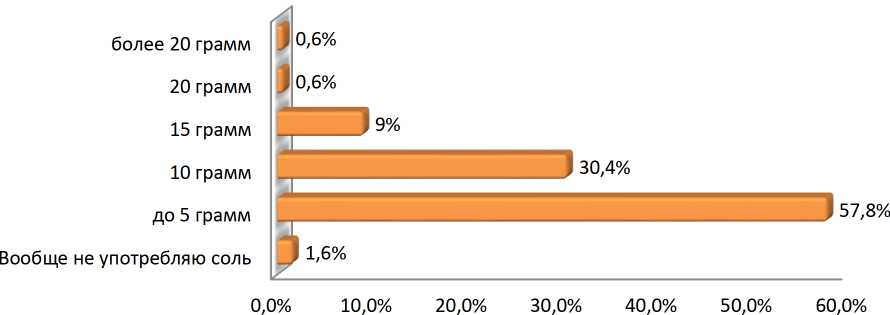 более 20 грамм 0,6%
20 грамм 0,6%
15 грамм 9%
10 грамм 30,4%
до 5 грамм 57,8%
Вообще не употребляю соль 1,6%
0,0% 10,0% 20,0% 30,0% 40,0% 50,0% 60,0%